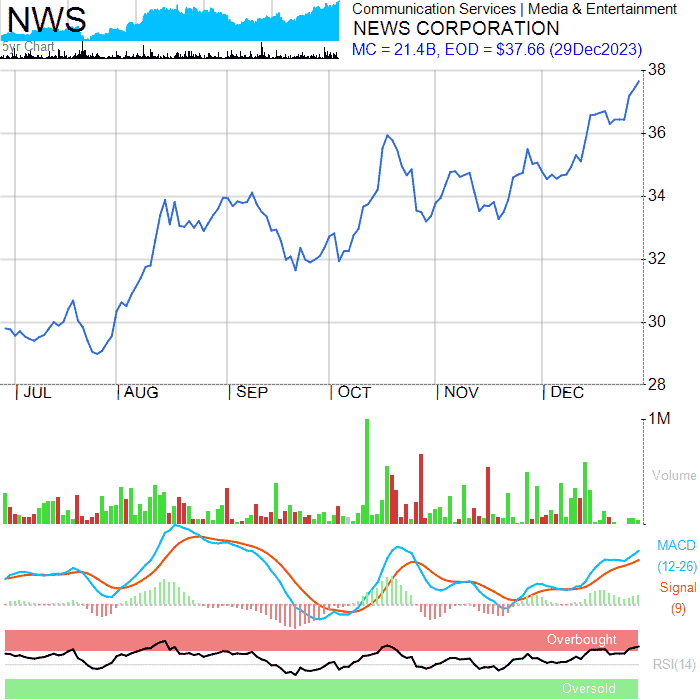 NWS
5yr Chart
Communication Services | Media & Entertainment
NEWS CORPORATION
MC = 21.4B, EOD = $37.66 (29Dec2023)
38
36
34
32
30
28
JUL AUG SEP OCT NOV DEC
1M
Volume
MACD
(12-26)
Signal
(9)
Overbought
RSI(14)
Oversold